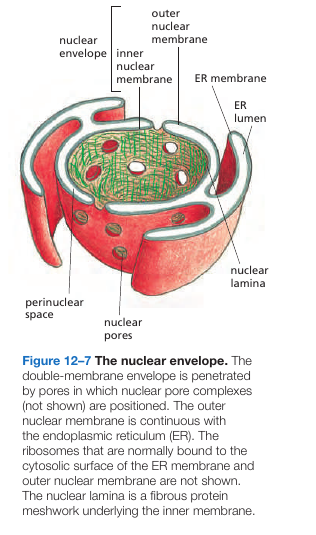 outer
nuclear
membrane
nuclear
envelope
inner
nuclear
membrane
ER membrane
ER
lumen
nuclear
lamina
perinuclear
space
nuclear
pores
Figure 12–7 The nuclear envelope. The
double-membrane envelope is penetrated
by pores in which nuclear pore complexes
(not shown) are positioned. The outer
nuclear membrane is continuous with
the endoplasmic reticulum (ER). The
ribosomes that are normally bound to the
cytosolic surface of the ER membrane and
outer nuclear membrane are not shown.
The nuclear lamina is a fibrous protein
meshwork underlying the inner membrane.